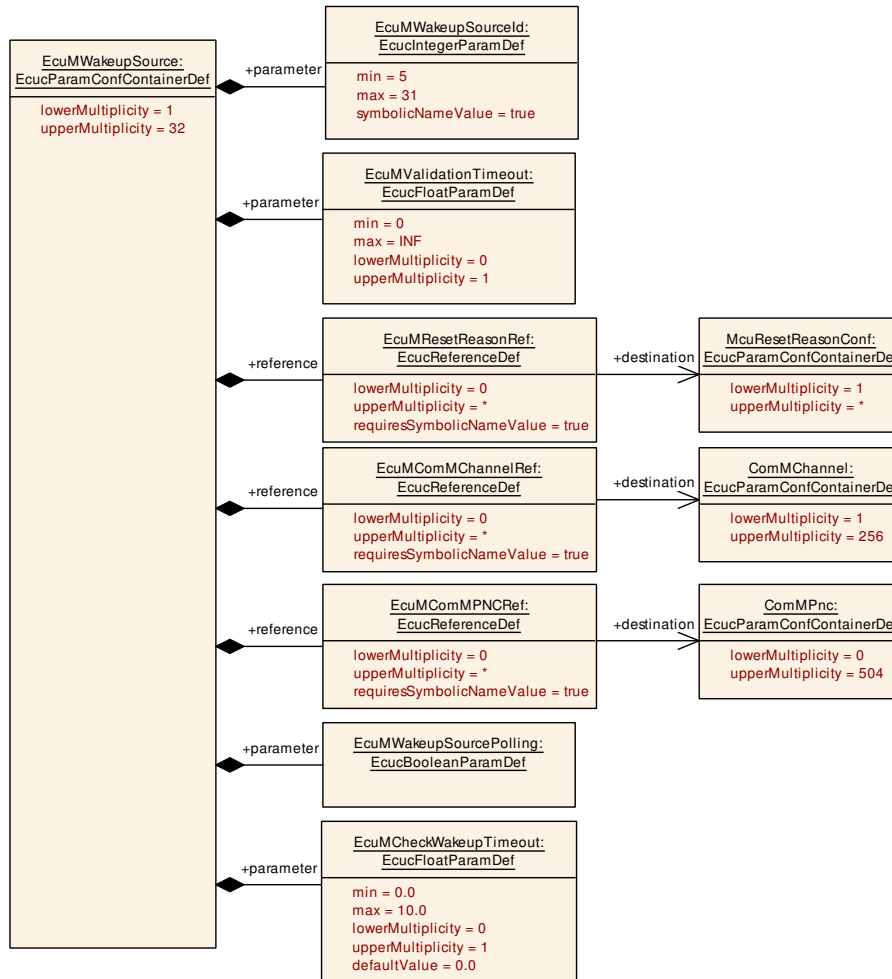 EcuMWakeupSource:
EcucParamConfContainerDef
lowerMultiplicity = 1
upperMultiplicity = 32
+parameter
EcuMWakeupSourceId:
EcucIntegerParamDef
min = 5
max = 31
symbolicNameValue = true
+parameter
EcuMValidationTimeout:
EcucFloatParamDef
min = 0
max = INF
lowerMultiplicity = 0
upperMultiplicity = 1
+reference
EcuMResetReasonRef:
EcucReferenceDef
lowerMultiplicity = 0
upperMultiplicity = *
requiresSymbolicNameValue = true
+destination
McuResetReasonConf:
EcucParamConfContainerDe
lowerMultiplicity = 1
upperMultiplicity = *
+reference
EcuMComMChannelRef:
EcucReferenceDef
lowerMultiplicity = 0
upperMultiplicity = *
requiresSymbolicNameValue = true
+destination
ComMChannel:
EcucParamConfContainerDe
lowerMultiplicity = 1
upperMultiplicity = 256
+reference
EcuMComMPNCRef:
EcucReferenceDef
lowerMultiplicity = 0
upperMultiplicity = *
requiresSymbolicNameValue = true
+destination
ComMPnc:
EcucParamConfContainerDe
lowerMultiplicity = 0
upperMultiplicity = 504
+parameter
EcuMWakeupSourcePolling:
EcucBooleanParamDef
+parameter
EcuMCheckWakeupTimeout:
EcucFloatParamDef
min = 0.0
max = 10.0
lowerMultiplicity = 0
upperMultiplicity = 1
defaultValue = 0.0